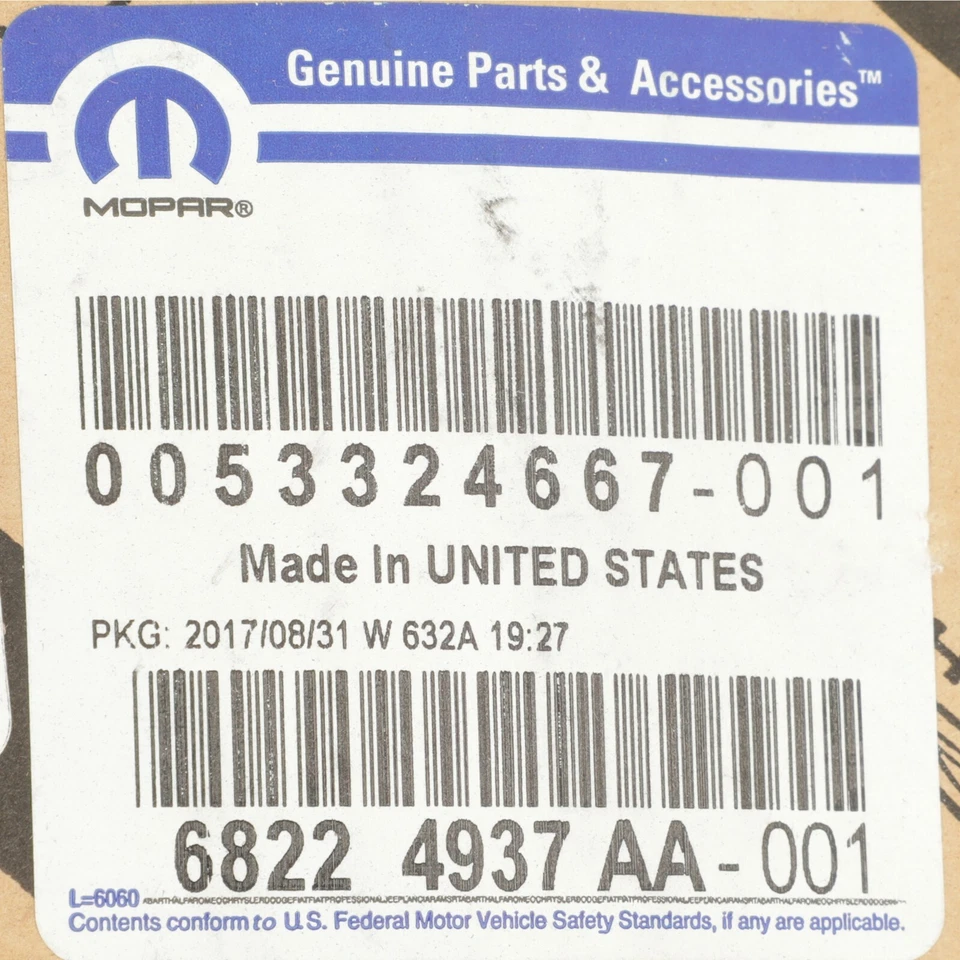 Genuine Parts & Accessories™
MOPAR®
0053324667-001
Made In UNITED STATES
PKG: 2017/08/31 W 632A 19:27
6822 4937 AA-001
L=6060
Contents conform to U.S. Federal Motor Vehicle Safety Standards, if any are applicable.